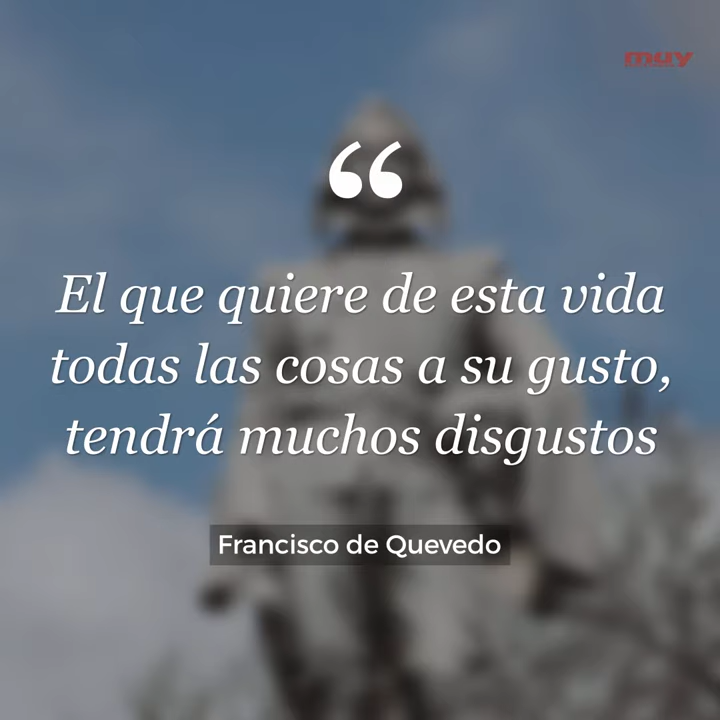 muy
“
El que quiere de esta vida
todas las cosas a su gusto,
tendrá muchos disgustos
Francisco de Quevedo